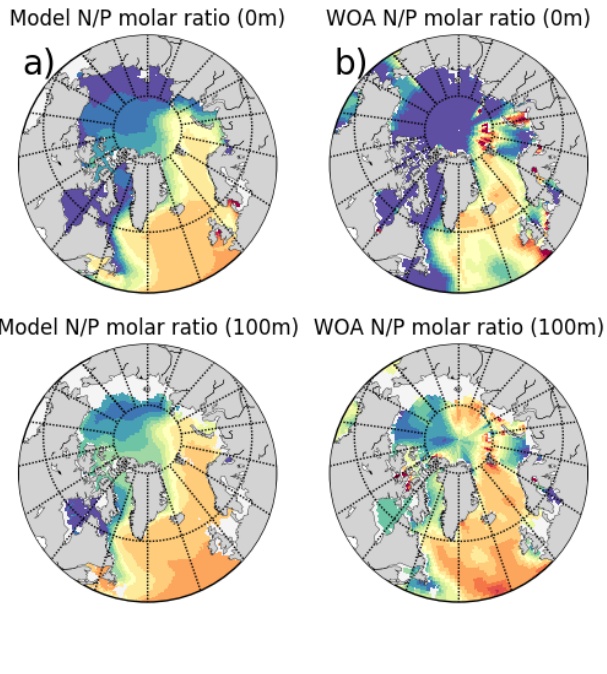 Model N/P molar ratio (0m) WOA N/P molar ratio (0m)
a) b)
Model N/P molar ratio (100m) WOA N/P molar ratio (100m)